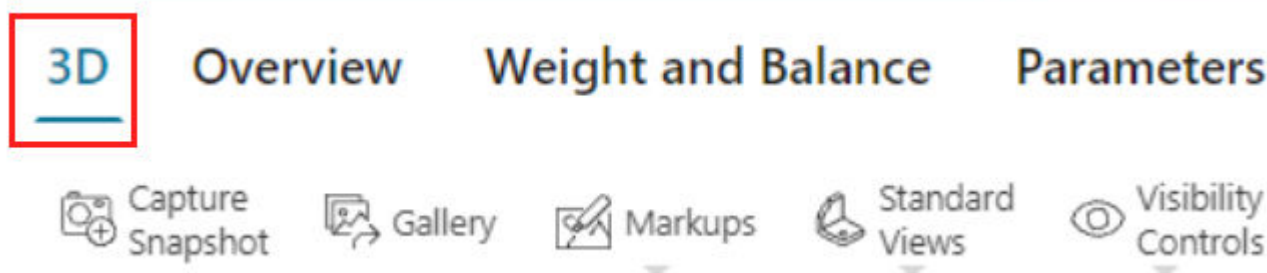 3D Overview Weight and Balance Parameters
Capture Snapshot Gallery Markups Standard Views Visibility Controls